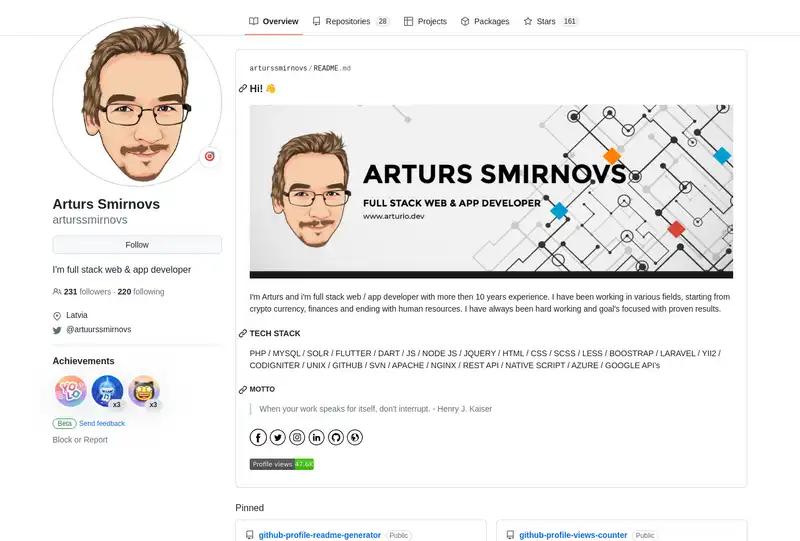 Overview Repositories 28 Projects Packages Stars 161
Arturs Smirnovs
arturssmirnovs
Follow
I'm full stack web & app developer
231 followers · 220 following
Latvia
@artuurssmirnovs
Achievements
YOLO
x3
x3
Beta Send feedback
Block or Report
arturssmirnovs / README.md
Hi! 👋
ARTURS SMIRNOVS
FULL STACK WEB & APP DEVELOPER
www.arturio.dev
I'm Arturs and i'm full stack web / app developer with more then 10 years experience. I have been working in various fields, starting from
crypto currency, finances and ending with human resources. I have always been hard working and goal's focused with proven results.
TECH STACK
PHP / MYSQL / SOLR / FLUTTER / DART / JS / NODE JS / JQUERY / HTML / CSS / SCSS / LESS / BOOSTRAP / LARAVEL / YII2 /
CODIGNITER / UNIX / GITHUB / SVN / APACHE / NGINX / REST API / NATIVE SCRIPT / AZURE / GOOGLE API's
MOTTO
When your work speaks for itself, don't interrupt. - Henry J. Kaiser
Profile views 47.6K
Pinned
github-profile-readme-generator Public
github-profile-views-counter Public